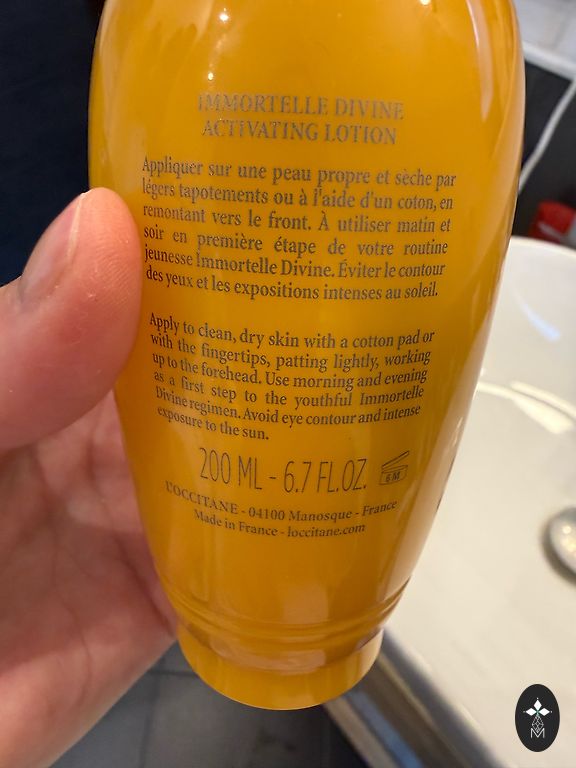 IMMORTELLE DIVINE
ACTIVATING LOTION
Appliquer sur une peau propre et sèche par
légers tapotements ou à l'aide d'un coton, en
remontant vers le front. À utiliser matin et
soir en première étape de votre routine
jeunesse Immortelle Divine. Éviter le contour
des yeux et les expositions intenses au soleil.
Apply to clean, dry skin with a cotton pad or
with the fingertips, patting lightly, working
up to the forehead. Use morning and evening
as a first step to the youthful Immortelle
Divine regimen. Avoid eye contour and intense
exposure to the sun.
200 ML - 6.7 FL.OZ. 6 M
L'OCCITANE - 04100 Manosque - France
Made in France - loccitane.com
M